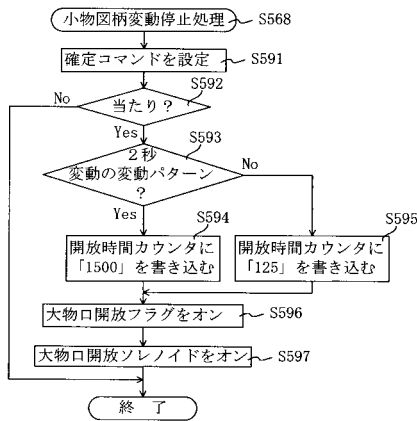 小物図柄変動停止処理
S568
確定コマンドを設定
S591
S592
当たり？
No
Yes
S593
2秒
変動の変動パターン
？
No
Yes
S594
開放時間カウンタに
「1500」を書き込む
S595
開放時間カウンタに
「125」を書き込む
大物口開放フラグをオン
S596
大物口開放ソレノイドをオン
S597
終 了